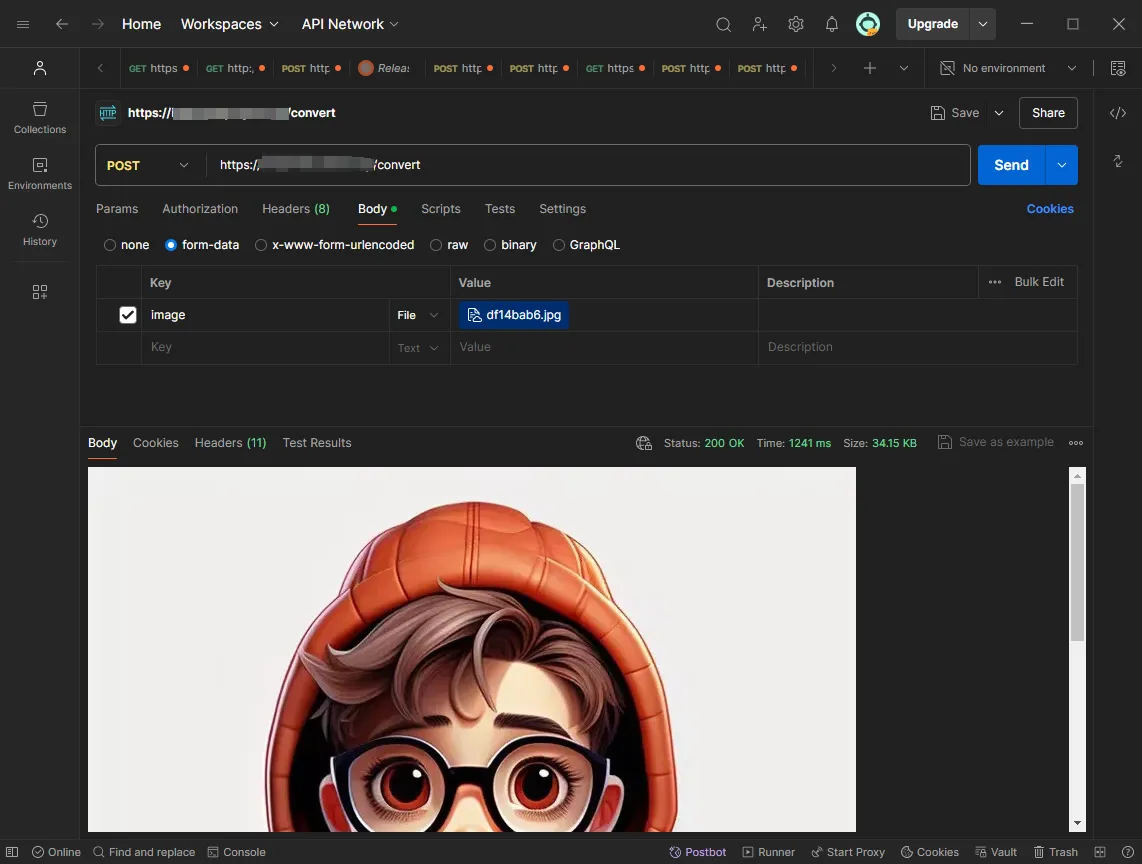 Home Workspaces API Network Upgrade
GET https GET http:, POST http Releas POST http POST http GET https POST http POST http No environment
HTTP https:// /convert Save Share
POST https:/ /convert Send
Params Authorization Headers (8) Body Scripts Tests Settings Cookies
none form-data x-www-form-urlencoded raw binary GraphQL
Key Value Description Bulk Edit
image File df14bab6.jpg
Key Text Value Description
Collections
Environments
History
Body Cookies Headers (11) Test Results Status: 200 OK Time: 1241 ms Size: 34.15 KB Save as example
Online Find and replace Console Postbot Runner Start Proxy Cookies Vault Trash